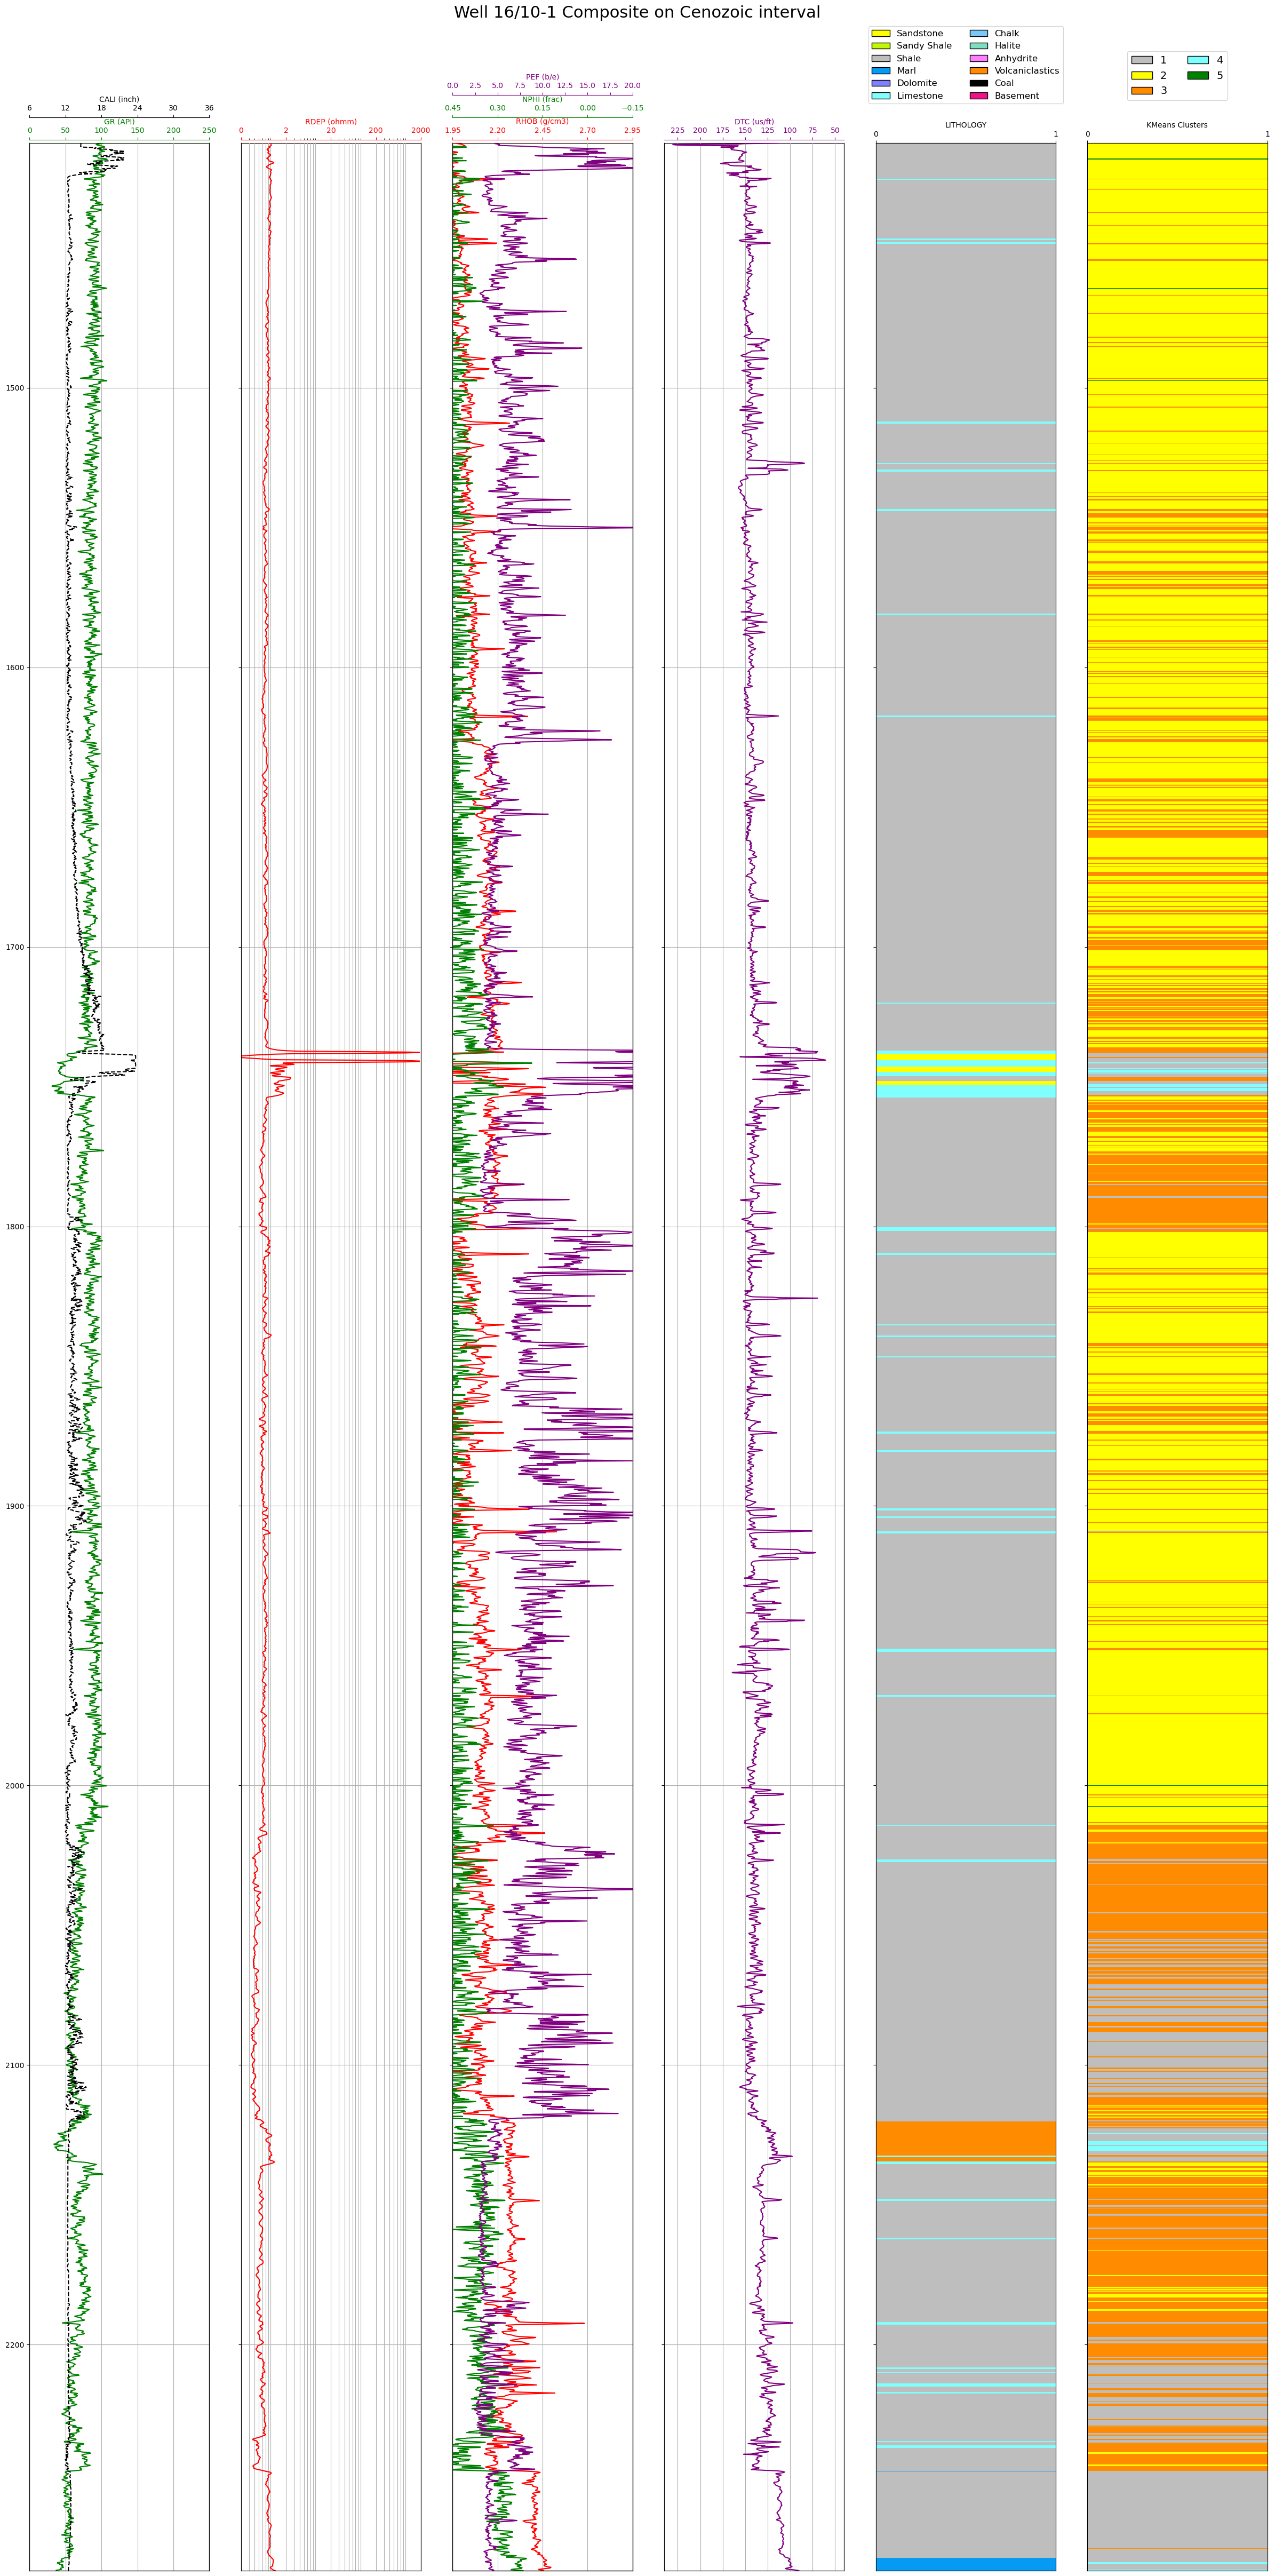 Well 16/10-1 Composite on Cenozoic interval
Sandstone Chalk
Sandy Shale Halite
Shale Anhydrite
Marl Volcaniclastics
Dolomite Coal
Limestone Basement
1 4
2 5
3
PEF (b/e)
0.0 2.5 5.0 7.5 10.0 12.5 15.0 17.5 20.0
CALI (inch)
NPHI (frac)
6 12 18 24 30 36
0.45 0.30 0.15 0.00 −0.15
GR (API)
RDEP (ohmm)
RHOB (g/cm3)
DTC (us/ft)
LITHOLOGY
KMeans Clusters
0 50 100 150 200 250
0 2 20 200 2000
1.95 2.20 2.45 2.70 2.95
225 200 175 150 125 100 75 50
0 1
0 1
1500
1600
1700
1800
1900
2000
2100
2200